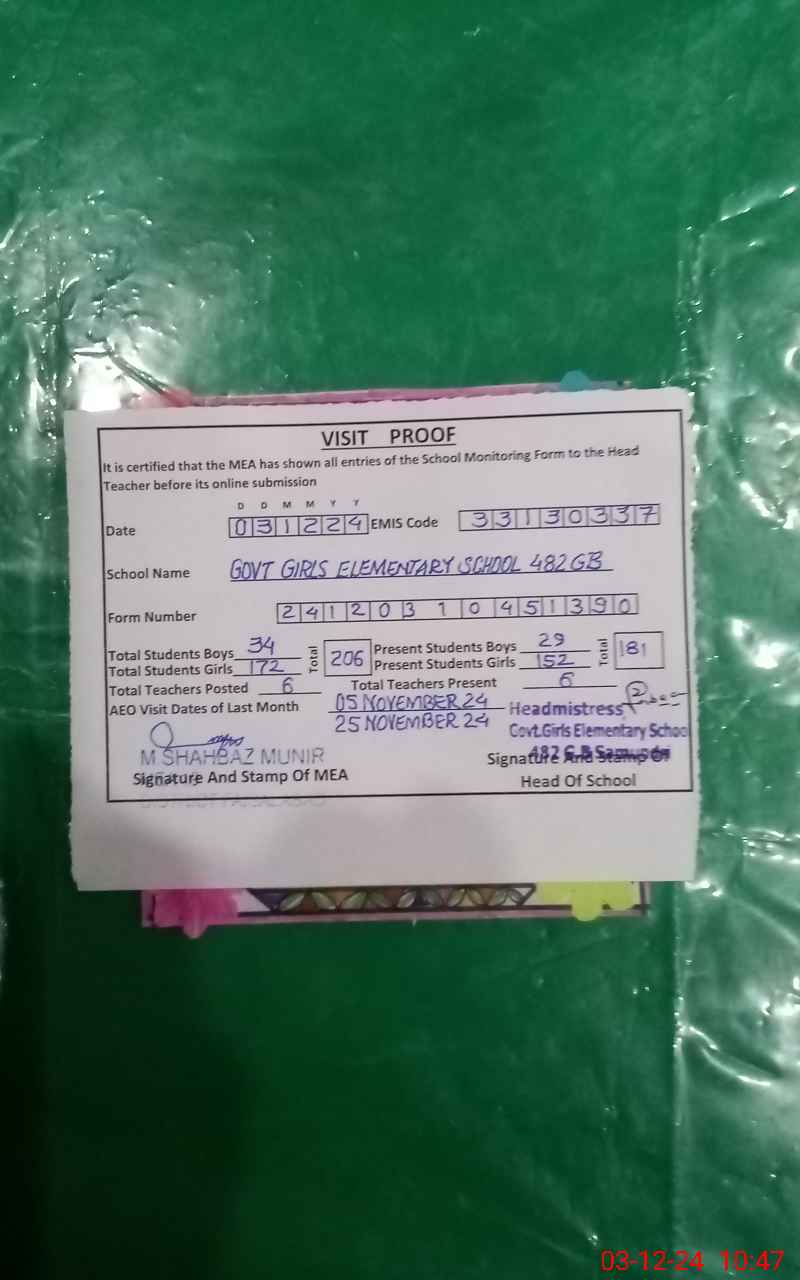 VISIT PROOF
It is certified that the MEA has shown all entries of the School Monitoring Form to the Head
Teacher before its online submission
D D M M Y Y
Date 031224 EMIS Code 33130337
School Name GOVT GIRLS ELEMENTARY SCHOOL 482 GB
Form Number 24120310451390
Total Students Boys 34 Total 206 Present Students Boys 29 Total 181
Total Students Girls 172 Present Students Girls 152
Total Teachers Posted 6 Total Teachers Present 6
AEO Visit Dates of Last Month 05 NOVEMBER 24
25 NOVEMBER 24
Headmistress
Govt.Girls Elementary School
482 G.B Samundri
M SHAHBAZ MUNIR
Signature And Stamp Of MEA
Signature And Stamp Of
Head Of School
DISTRICT FAISALABAD
03-12-24 10:47